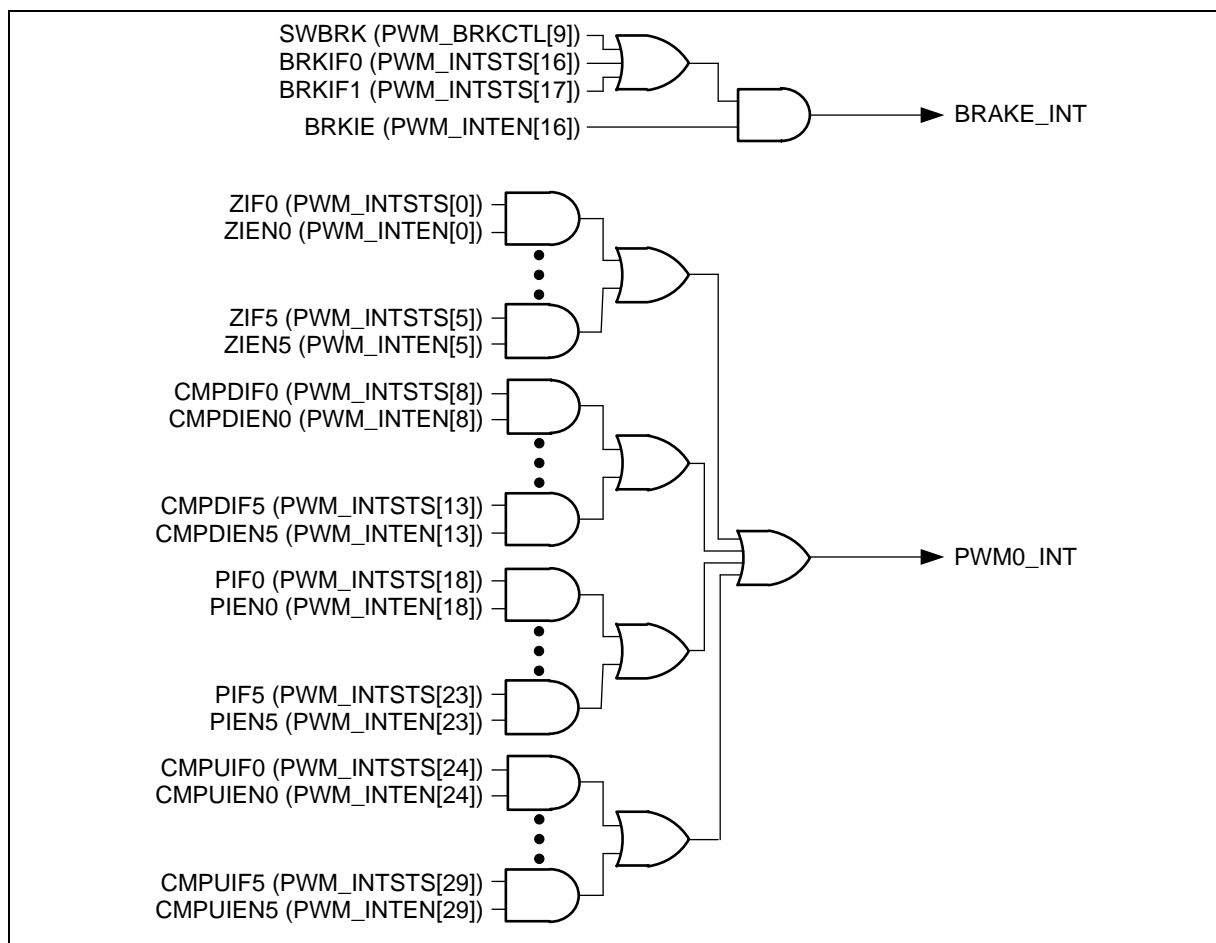 SWBRK (PWM_BRKCTL[9])
BRKIF0 (PWM_INTSTS[16])
BRKIF1 (PWM_INTSTS[17])
BRKIE (PWM_INTEN[16])
BRAKE_INT
ZIF0 (PWM_INTSTS[0])
ZIEN0 (PWM_INTEN[0])
ZIF5 (PWM_INTSTS[5])
ZIEN5 (PWM_INTEN[5])
CMPDIF0 (PWM_INTSTS[8])
CMPDIEN0 (PWM_INTEN[8])
CMPDIF5 (PWM_INTSTS[13])
CMPDIEN5 (PWM_INTEN[13])
PWM0_INT
PIF0 (PWM_INTSTS[18])
PIEN0 (PWM_INTEN[18])
PIF5 (PWM_INTSTS[23])
PIEN5 (PWM_INTEN[23])
CMPUIF0 (PWM_INTSTS[24])
CMPUIEN0 (PWM_INTEN[24])
CMPUIF5 (PWM_INTSTS[29])
CMPUIEN5 (PWM_INTEN[29])